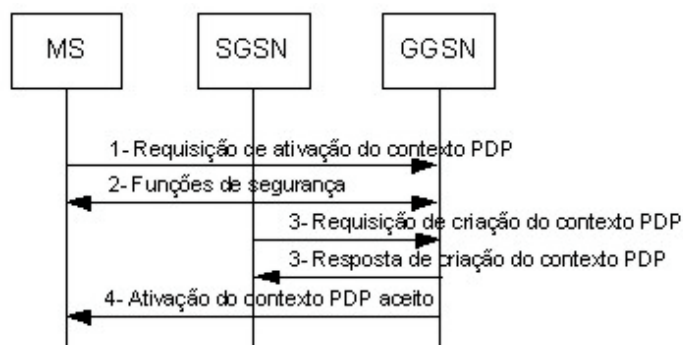 MS
SGSN
GGSN
1- Requisição de ativação do contexto PDP
2- Funções de segurança
3- Requisição de criação do contexto PDP
3- Resposta de criação do contexto PDP
4- Ativação do contexto PDP aceito